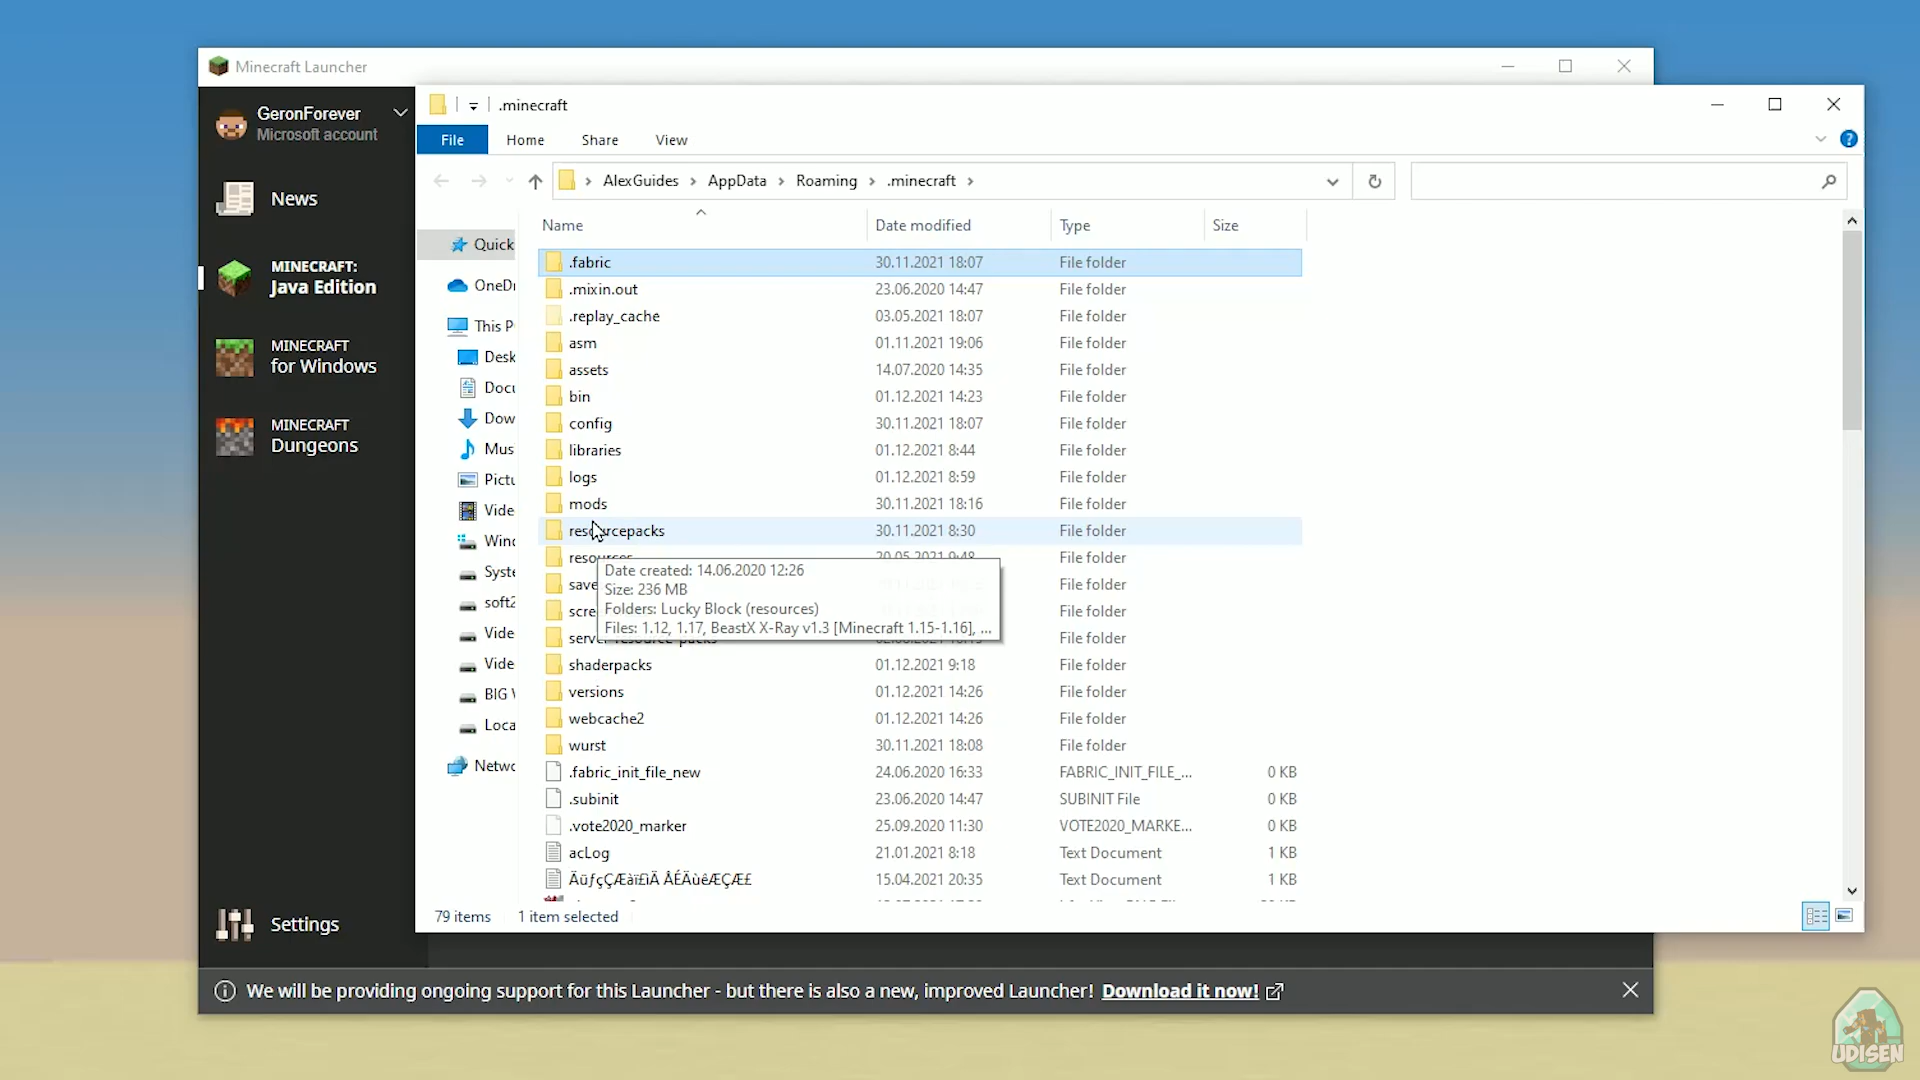 Minecraft Launcher
GeronForever
Microsoft account
News
MINECRAFT:
Java Edition
MINECRAFT
for Windows
MINECRAFT
Dungeons
Settings
.minecraft
File Home Share View
AlexGuides AppData Roaming .minecraft
Quick
OneDr
This P
Desk
Docu
Dow
Mus
Pictu
Vide
Wind
Syste
soft2
Vide
Vide
BIG
Loca
Netwo
Name Date modified Type Size
.fabric 30.11.2021 18:07 File folder
.mixin.out 23.06.2020 14:47 File folder
.replay_cache 03.05.2021 18:07 File folder
asm 01.11.2021 19:06 File folder
assets 14.07.2020 14:35 File folder
bin 01.12.2021 14:23 File folder
config 30.11.2021 18:07 File folder
libraries 01.12.2021 8:44 File folder
logs 01.12.2021 8:59 File folder
mods 30.11.2021 18:16 File folder
resourcepacks 30.11.2021 8:30 File folder
resources 20.05.2021 9:48 File folder
save File folder
scre File folder
server-resource-packs File folder
Date created: 14.06.2020 12:26
Size: 236 MB
Folders: Lucky Block (resources)
Files: 1.12, 1.17, BeastX X-Ray v1.3 [Minecraft 1.15-1.16], ...
shaderpacks 01.12.2021 9:18 File folder
versions 01.12.2021 14:26 File folder
webcache2 01.12.2021 14:26 File folder
wurst 30.11.2021 18:08 File folder
.fabric_init_file_new 24.06.2020 16:33 FABRIC_INIT_FILE_... 0 KB
.subinit 23.06.2020 14:47 SUBINIT File 0 KB
.vote2020_marker 25.09.2020 11:30 VOTE2020_MARKE... 0 KB
acLog 21.01.2021 8:18 Text Document 1 KB
15.04.2021 20:35 Text Document 1 KB
79 items 1 item selected
We will be providing ongoing support for this Launcher - but there is also a new, improved Launcher! Download it now!
UDISEN